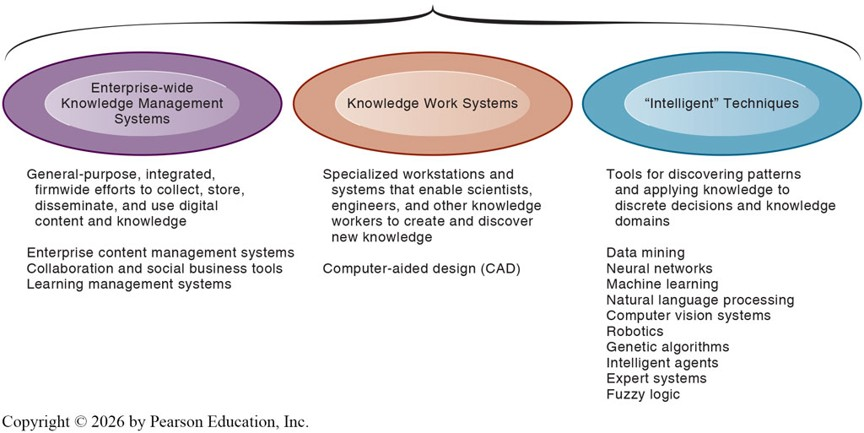 Enterprise-wide
Knowledge Management
Systems
Knowledge Work Systems
“Intelligent” Techniques
General-purpose, integrated,
firmwide efforts to collect, store,
disseminate, and use digital
content and knowledge
Enterprise content management systems
Collaboration and social business tools
Learning management systems
Specialized workstations and
systems that enable scientists,
engineers, and other knowledge
workers to create and discover
new knowledge
Computer-aided design (CAD)
Tools for discovering patterns
and applying knowledge to
discrete decisions and knowledge
domains
Data mining
Neural networks
Machine learning
Natural language processing
Computer vision systems
Robotics
Genetic algorithms
Intelligent agents
Expert systems
Fuzzy logic
Copyright © 2026 by Pearson Education, Inc.